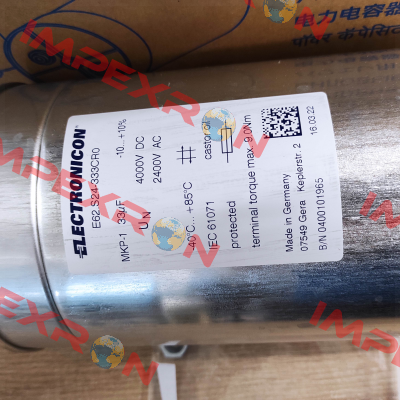 电力电容器
ELECTRONICON
E62.S24-333CR0
MKP-1 33µF -10...+10%
UN 4000V DC
2400V AC
-40°C...+85°C castor oil
IEC 61071
protected
terminal torque max. 9.0Nm
Made in Germany
07549 Gera Keplerstr. 2
B/N 0400101965
16.03.22
IMPEXRON
IMPEXRON